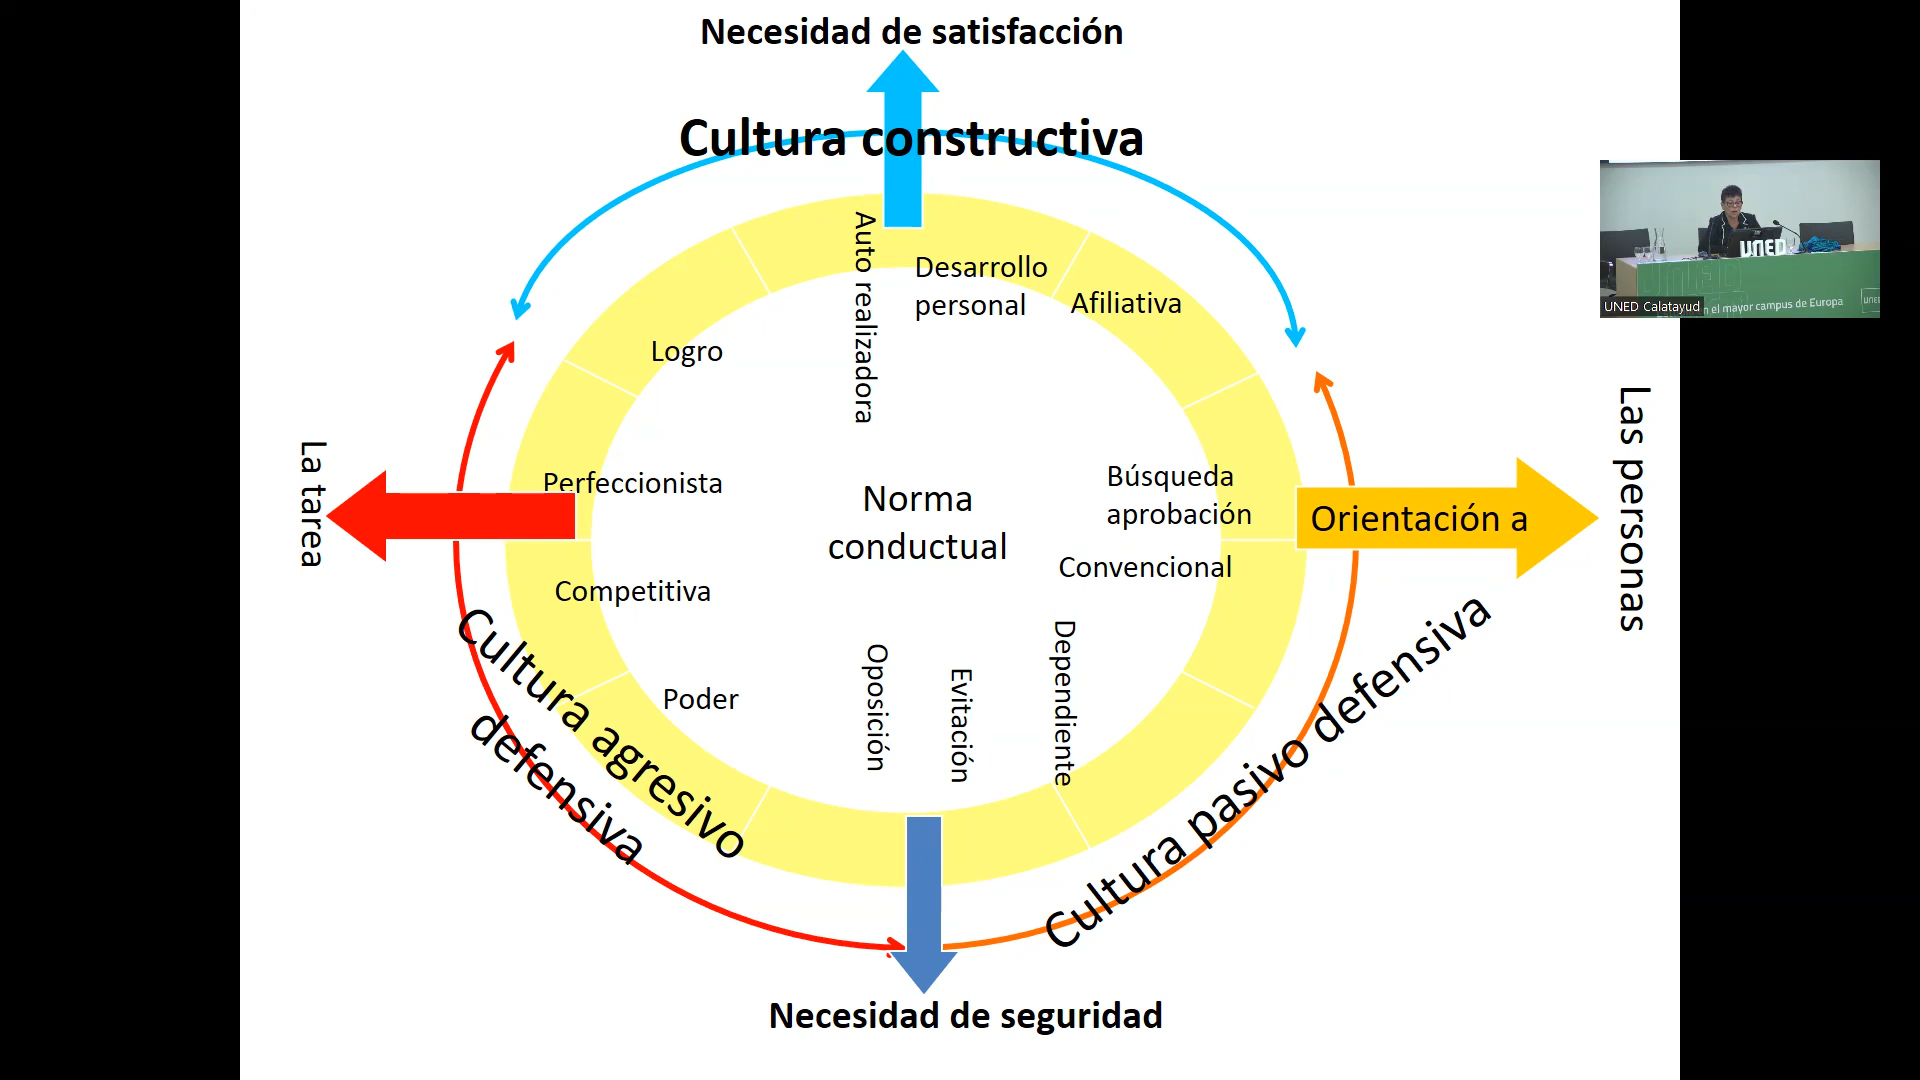 Necesidad de satisfacción
Cultura constructiva
Auto realizadora
Desarrollo
personal
Afiliativa
Logro
Perfeccionista
Búsqueda
aprobación
Norma
conductual
Convencional
Competitiva
Poder
Oposición
Evitación
Dependiente
La tarea
Orientación a
Las personas
Cultura agresivo
defensiva
Cultura pasivo defensiva
Necesidad de seguridad
UNED
UNED Calatayud
n el mayor campus de Europa